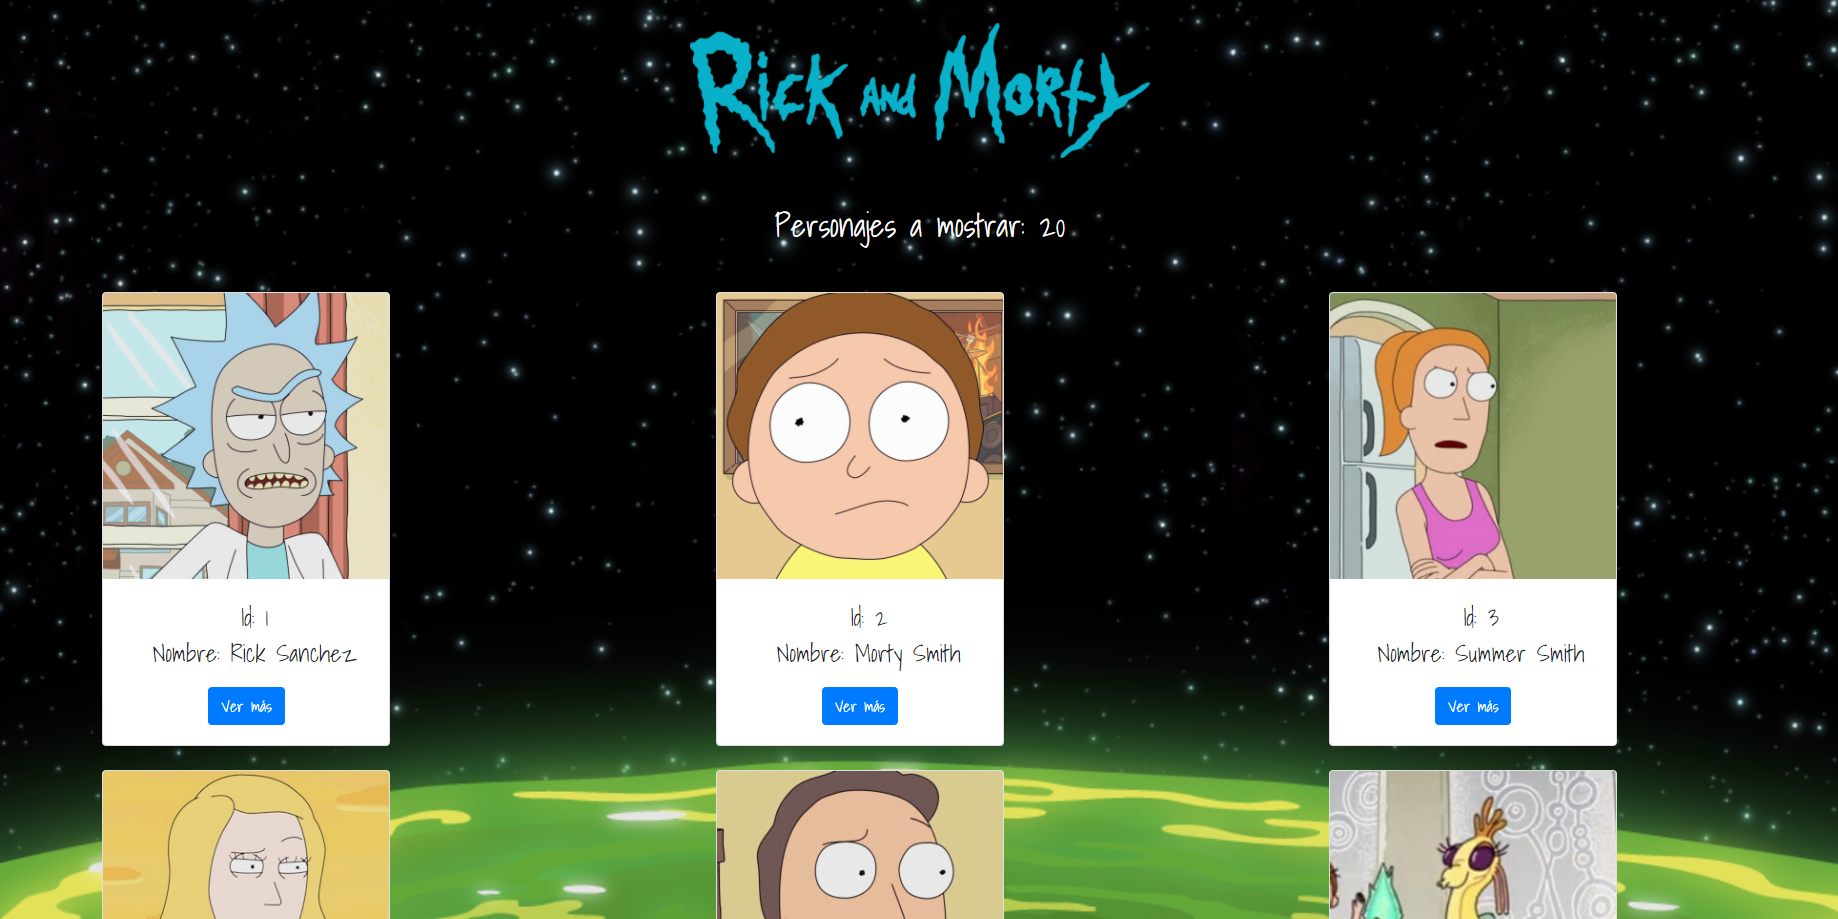 Rick and Morty
Personajes a mostrar: 20
Id: 1
Nombre: Rick Sanchez
Ver más
Id: 2
Nombre: Morty Smith
Ver más
Id: 3
Nombre: Summer Smith
Ver más